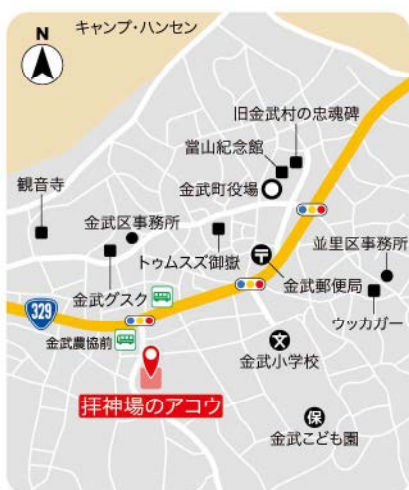 キャンプ・ハンセン
N
旧金武村の忠魂碑
當山紀念館
金武町役場
観音寺
金武区事務所
トゥムスズ御嶽
並里区事務所
金武グスク
金武郵便局
ウッカガー
329
金武農協前
文
金武小学校
拝神場のアコウ
保
金武こども園